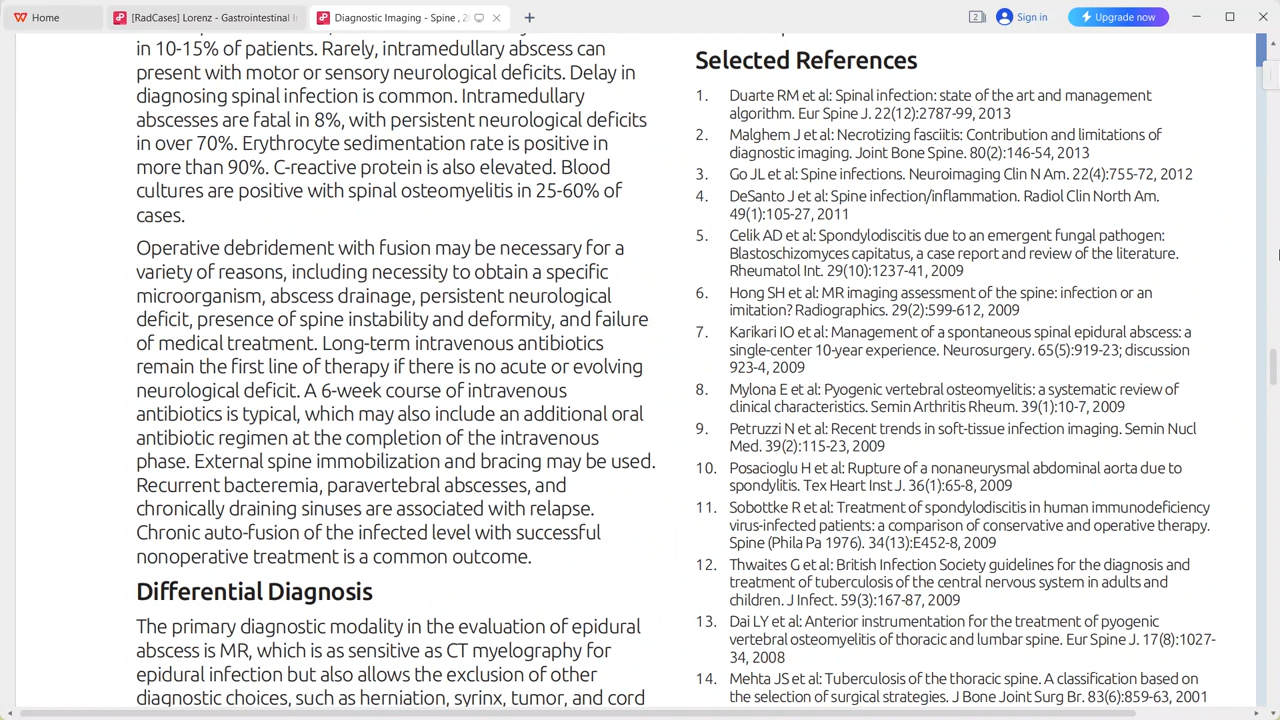 Home
[RadCases] Lorenz - Gastrointestinal
Diagnostic Imaging - Spine , 2
2
Sign in
Upgrade now
in 10-15% of patients. Rarely, intramedullary abscess can
present with motor or sensory neurological deficits. Delay in
diagnosing spinal infection is common. Intramedullary
abscesses are fatal in 8%, with persistent neurological deficits
in over 70%. Erythrocyte sedimentation rate is positive in
more than 90%. C-reactive protein is also elevated. Blood
cultures are positive with spinal osteomyelitis in 25-60% of
cases.
Operative debridement with fusion may be necessary for a
variety of reasons, including necessity to obtain a specific
microorganism, abscess drainage, persistent neurological
deficit, presence of spine instability and deformity, and failure
of medical treatment. Long-term intravenous antibiotics
remain the first line of therapy if there is no acute or evolving
neurological deficit. A 6-week course of intravenous
antibiotics is typical, which may also include an additional oral
antibiotic regimen at the completion of the intravenous
phase. External spine immobilization and bracing may be used.
Recurrent bacteremia, paravertebral abscesses, and
chronically draining sinuses are associated with relapse.
Chronic auto-fusion of the infected level with successful
nonoperative treatment is a common outcome.
Differential Diagnosis
The primary diagnostic modality in the evaluation of epidural
abscess is MR, which is as sensitive as CT myelography for
epidural infection but also allows the exclusion of other
diagnostic choices, such as herniation, syrinx, tumor, and cord
Selected References
1. Duarte RM et al: Spinal infection: state of the art and management
algorithm. Eur Spine J. 22(12):2787-99, 2013
2. Malghem J et al: Necrotizing fasciitis: Contribution and limitations of
diagnostic imaging. Joint Bone Spine. 80(2):146-54, 2013
3. Go JL et al: Spine infections. Neuroimaging Clin N Am. 22(4):755-72, 2012
4. DeSanto J et al: Spine infection/inflammation. Radiol Clin North Am.
49(1):105-27, 2011
5. Celik AD et al: Spondylodiscitis due to an emergent fungal pathogen:
Blastoschizomyces capitatus, a case report and review of the literature.
Rheumatol Int. 29(10):1237-41, 2009
6. Hong SH et al: MR imaging assessment of the spine: infection or an
imitation? Radiographics. 29(2):599-612, 2009
7. Karikari IO et al: Management of a spontaneous spinal epidural abscess: a
single-center 10-year experience. Neurosurgery. 65(5):919-23; discussion
923-4, 2009
8. Mylona E et al: Pyogenic vertebral osteomyelitis: a systematic review of
clinical characteristics. Semin Arthritis Rheum. 39(1):10-7, 2009
9. Petruzzi N et al: Recent trends in soft-tissue infection imaging. Semin Nucl
Med. 39(2):115-23, 2009
10. Posacioglu H et al: Rupture of a nonaneurysmal abdominal aorta due to
spondylitis. Tex Heart Inst J. 36(1):65-8, 2009
11. Sobottke R et al: Treatment of spondylodiscitis in human immunodeficiency
virus-infected patients: a comparison of conservative and operative therapy.
Spine (Phila Pa 1976). 34(13):E452-8, 2009
12. Thwaites G et al: British Infection Society guidelines for the diagnosis and
treatment of tuberculosis of the central nervous system in adults and
children. J Infect. 59(3):167-87, 2009
13. Dai LY et al: Anterior instrumentation for the treatment of pyogenic
vertebral osteomyelitis of thoracic and lumbar spine. Eur Spine J. 17(8):1027-
34, 2008
14. Mehta JS et al: Tuberculosis of the thoracic spine. A classification based on
the selection of surgical strategies. J Bone Joint Surg Br. 83(6):859-63, 2001